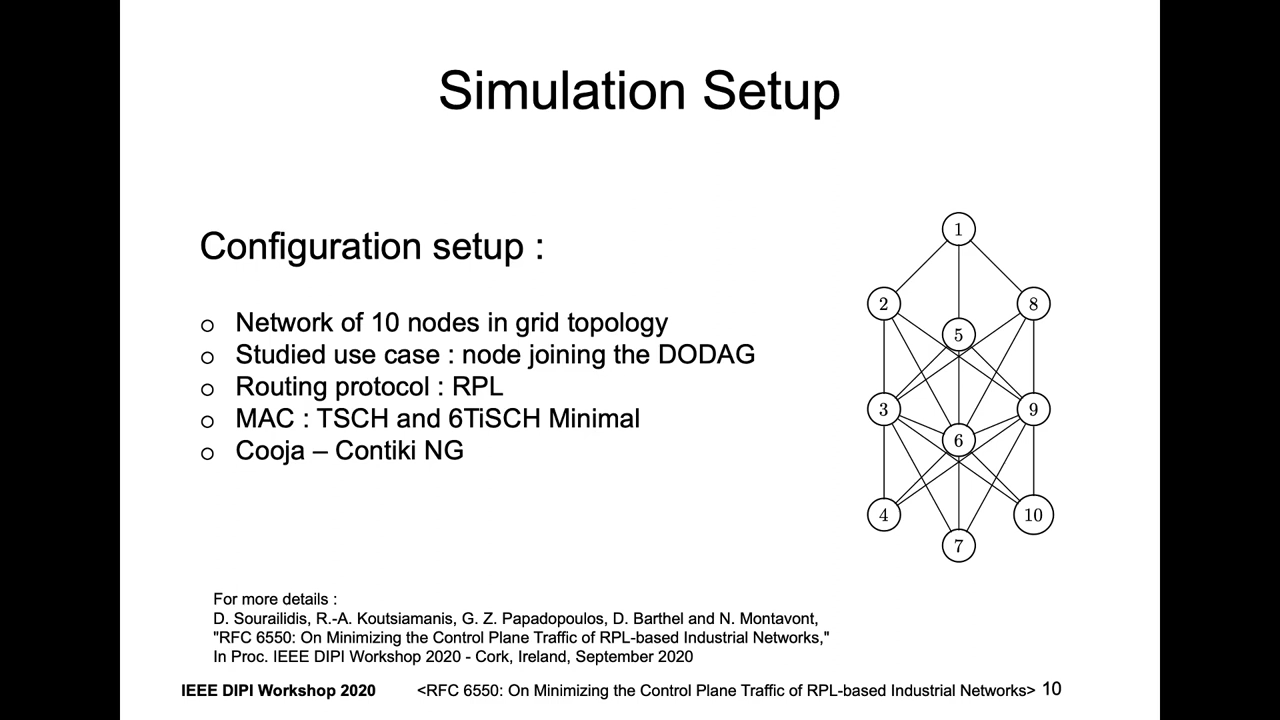 Simulation Setup
Configuration setup :
o Network of 10 nodes in grid topology
o Studied use case : node joining the DODAG
o Routing protocol : RPL
o MAC : TSCH and 6TiSCH Minimal
o Cooja – Contiki NG
1
2
8
5
3
9
6
4
10
7
For more details :
D. Sourailidis, R.-A. Koutsiamanis, G. Z. Papadopoulos, D. Barthel and N. Montavont,
"RFC 6550: On Minimizing the Control Plane Traffic of RPL-based Industrial Networks,"
In Proc. IEEE DIPI Workshop 2020 - Cork, Ireland, September 2020
IEEE DIPI Workshop 2020 <RFC 6550: On Minimizing the Control Plane Traffic of RPL-based Industrial Networks> 10